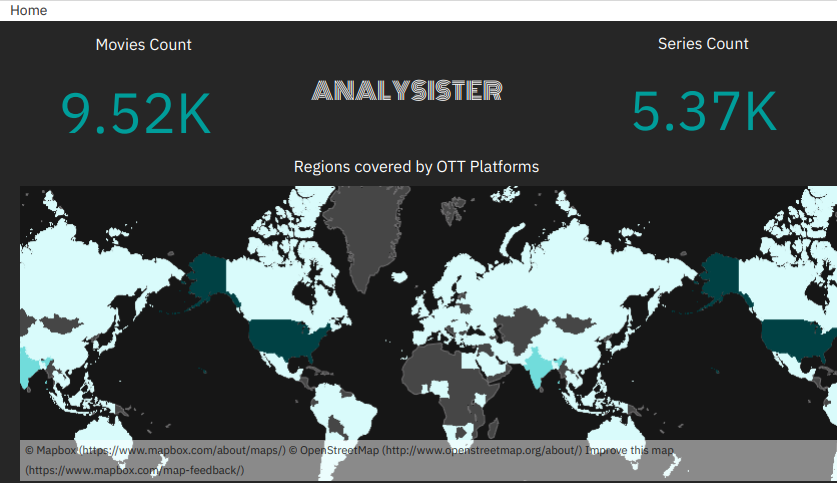 Home
Movies Count
Series Count
9.52K
ANALYSISTER
5.37K
Regions covered by OTT Platforms
© Mapbox (https://www.mapbox.com/about/maps/) © OpenStreetMap (http://www.openstreetmap.org/about/) Improve this map
(https://www.mapbox.com/map-feedback/)